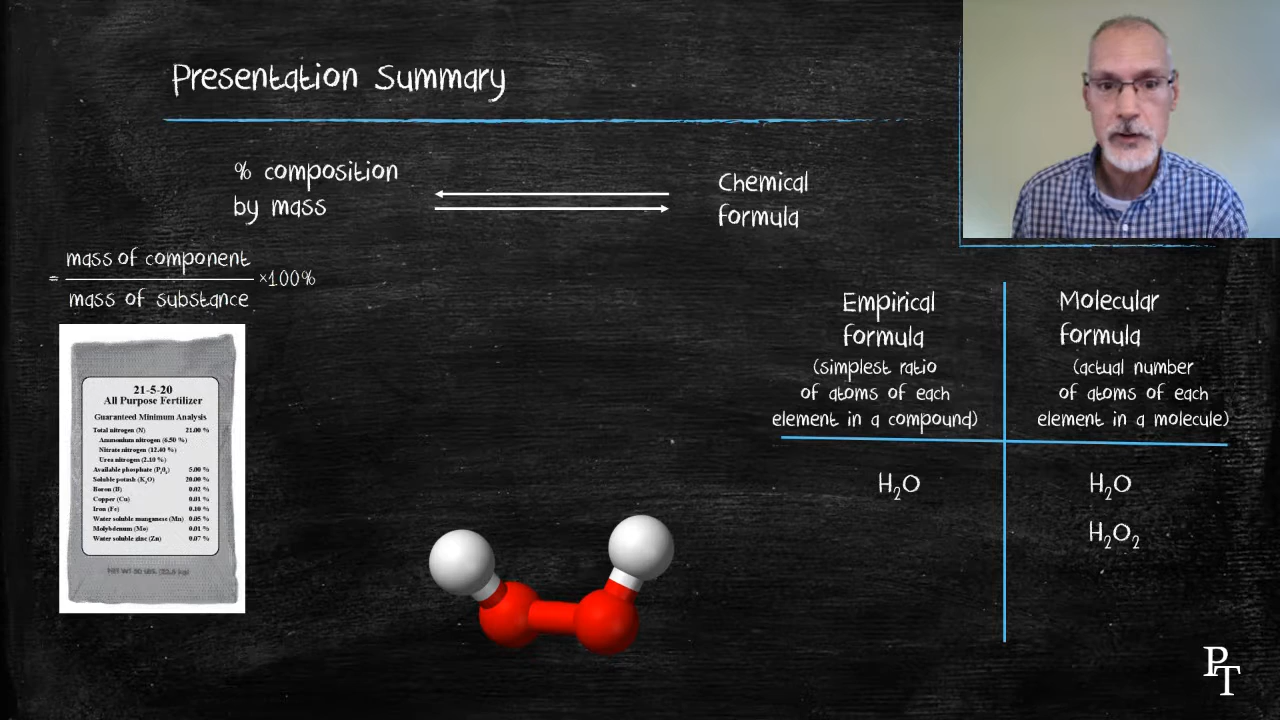 Presentation Summary
% composition
by mass
Chemical
formula
= mass of component
mass of substance
×100%
21-5-20
All Purpose Fertilizer
Guaranteed Minimum Analysis
Total nitrogen (N) 21.00 %
Ammonium nitrogen (6.50 %)
Nitrate nitrogen (12.40 %)
Urea nitrogen (2.10 %)
Available phosphate (P₂0₅) 5.00 %
Soluble potash (K₂O) 20.00 %
Boron (B) 0.02 %
Copper (Cu) 0.01 %
Iron (Fe) 0.10 %
Water soluble manganese (Mn) 0.05 %
Molybdenum (Mo) 0.01 %
Water soluble zinc (Zn) 0.07 %
NET WT 50 LBS
Empirical
formula
(simplest ratio
of atoms of each
element in a compound)
H₂O
Molecular
formula
(actual number
of atoms of each
element in a molecule)
H₂O
H₂O₂
PT